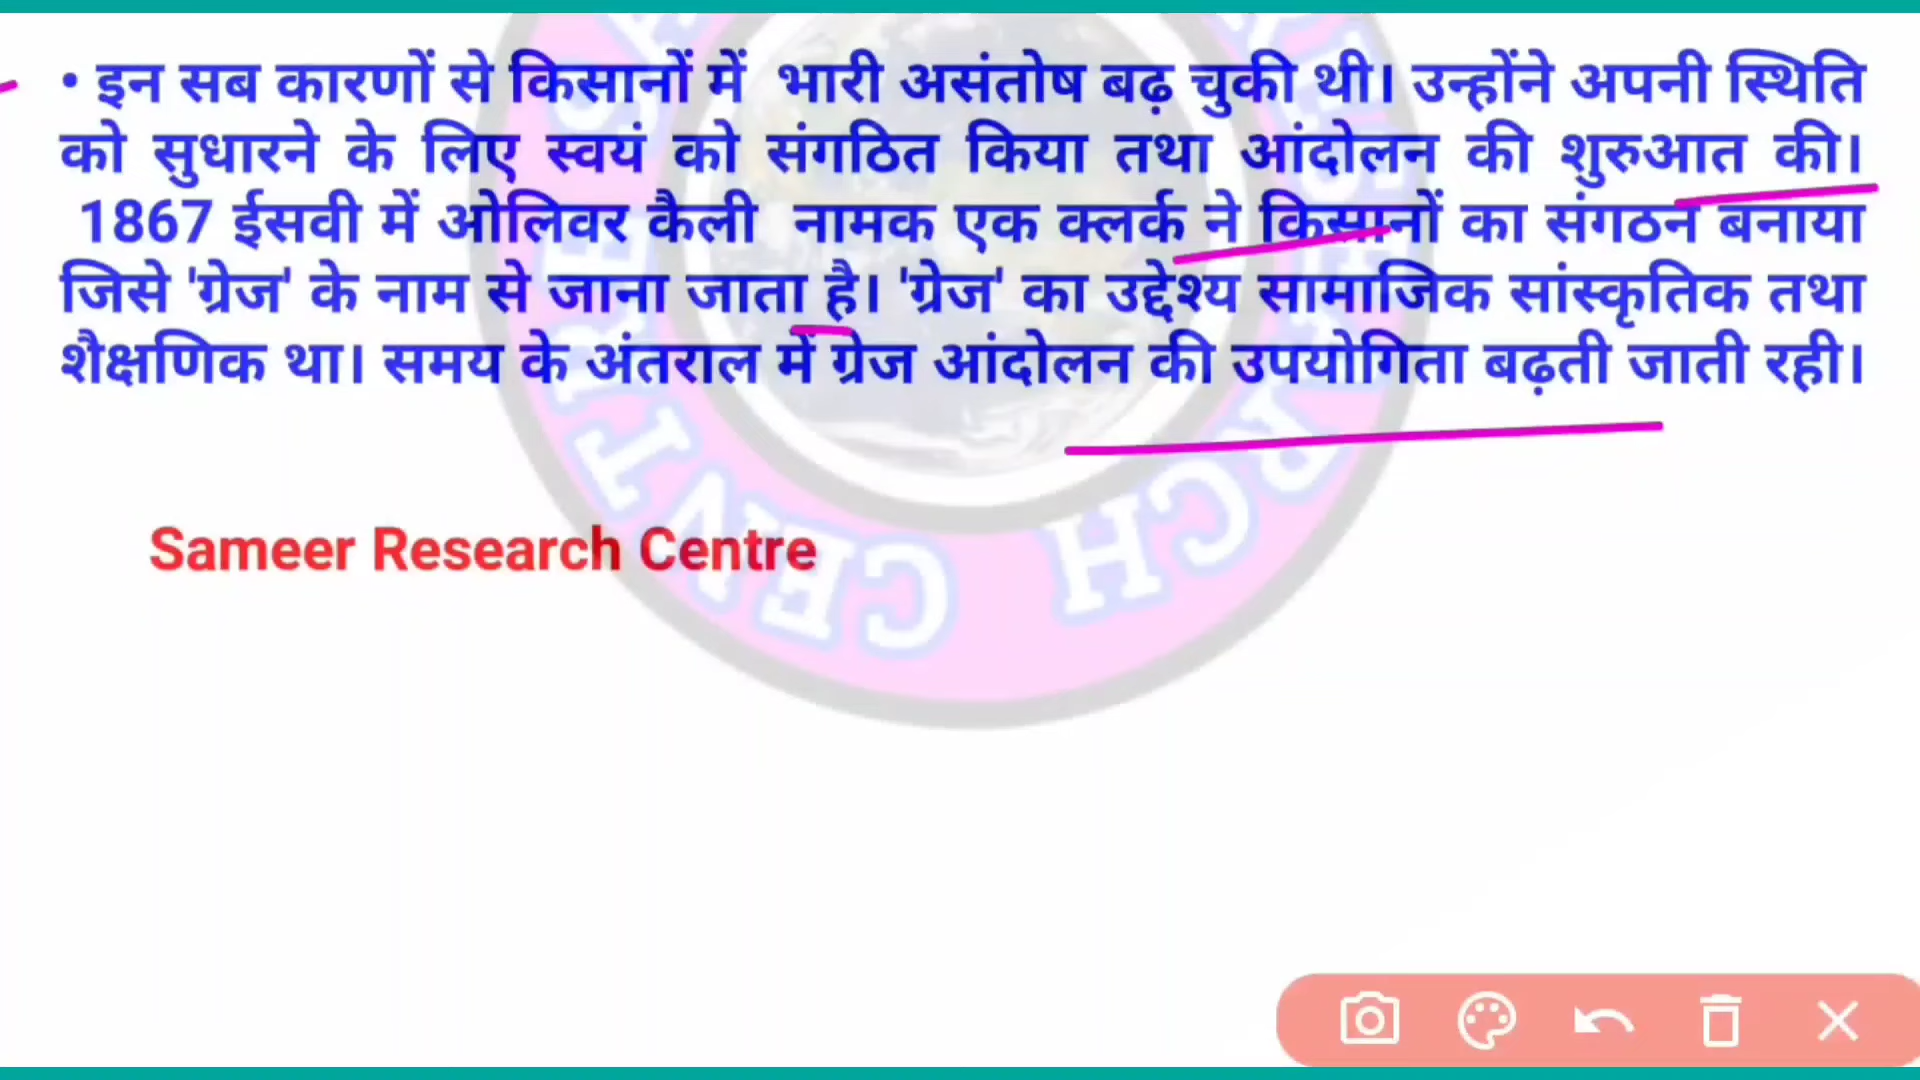 • इन सब कारणों से किसानों में भारी असंतोष बढ़ चुकी थी। उन्होंने अपनी स्थिति
को सुधारने के लिए स्वयं को संगठित किया तथा आंदोलन की शुरुआत की।
1867 ईसवी में ओलिवर कैली नामक एक क्लर्क ने किसानों का संगठन बनाया
जिसे 'ग्रेज' के नाम से जाना जाता है। 'ग्रेज' का उद्देश्य सामाजिक सांस्कृतिक तथा
शैक्षणिक था। समय के अंतराल में ग्रेज आंदोलन की उपयोगिता बढ़ती जाती रही।
Sameer Research Centre
CENTRE